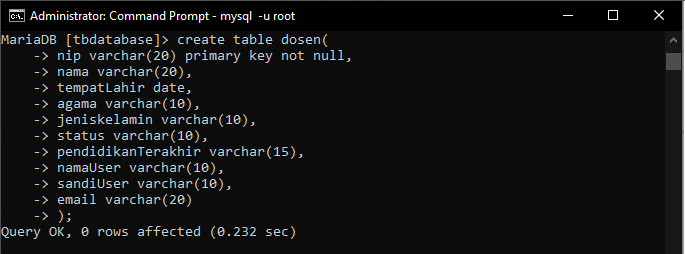 Administrator: Command Prompt - mysql  -u root
MariaDB [tbdatabase]> create table dosen(
    -> nip varchar(20) primary key not null,
    -> nama varchar(20),
    -> tempatLahir date,
    -> agama varchar(10),
    -> jeniskelamin varchar(10),
    -> status varchar(10),
    -> pendidikanTerakhir varchar(15),
    -> namaUser varchar(10),
    -> sandiUser varchar(10),
    -> email varchar(20)
    -> );
Query OK, 0 rows affected (0.232 sec)